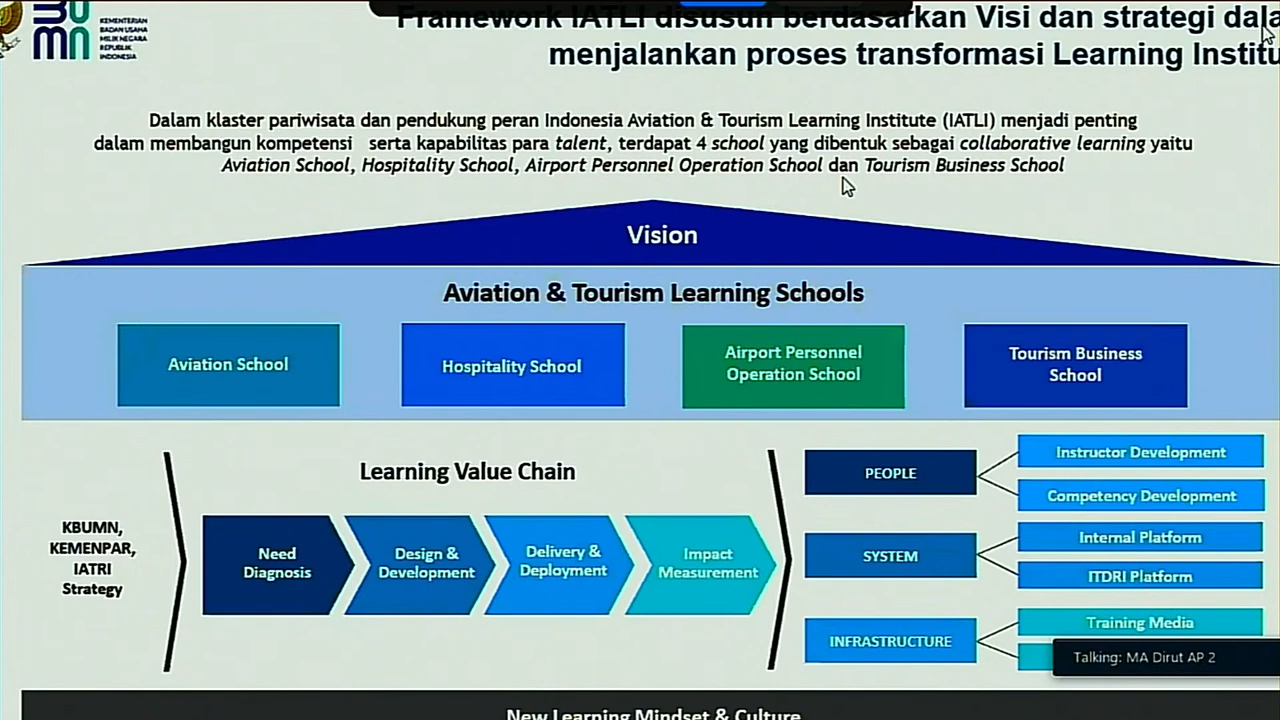 KEMENTERIAN
BADAN USAHA
MILIK NEGARA
REPUBLIK
INDONESIA
Framework IATLI disusun berdasarkan Visi dan strategi
menjalankan proses transformasi Learning
Dalam klaster pariwisata dan pendukung peran Indonesia Aviation & Tourism Learning Institute (IATLI) menjadi penting
dalam membangun kompetensi serta kapabilitas para talent, terdapat 4 school yang dibentuk sebagai collaborative learning yaitu
Aviation School, Hospitality School, Airport Personnel Operation School dan Tourism Business School
Vision
Aviation & Tourism Learning Schools
Aviation School
Hospitality School
Airport Personnel
Operation School
Tourism Business
School
KBUMN,
KEMENPAR,
IATRI
Strategy
Learning Value Chain
Need
Diagnosis
Design &
Development
Delivery &
Deployment
Impact
Measurement
PEOPLE
Instructor Development
Competency Development
SYSTEM
Internal Platform
ITDRI Platform
INFRASTRUCTURE
Training Media
Talking: MA Dirut AP 2
New Learning Mindset & Culture